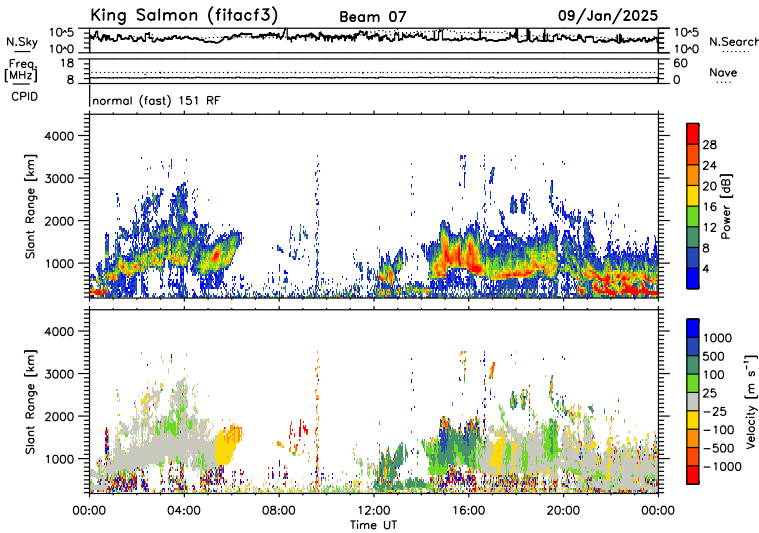 King Salmon (fitacf3) Beam 07 09/Jan/2025
N.Sky 10^5 10^0 10^5 10^0 N.Search
Freq. [MHz] 18 8 60 0 Nave
CPID normal (fast) 151 RF
Slant Range [km] 4000 3000 2000 1000
28 24 20 16 12 8 4 Power [dB]
Slant Range [km] 4000 3000 2000 1000
1000 500 100 25 -25 -100 -500 -1000 Velocity [m s^-1]
00:00 04:00 08:00 12:00 16:00 20:00 00:00
Time UT